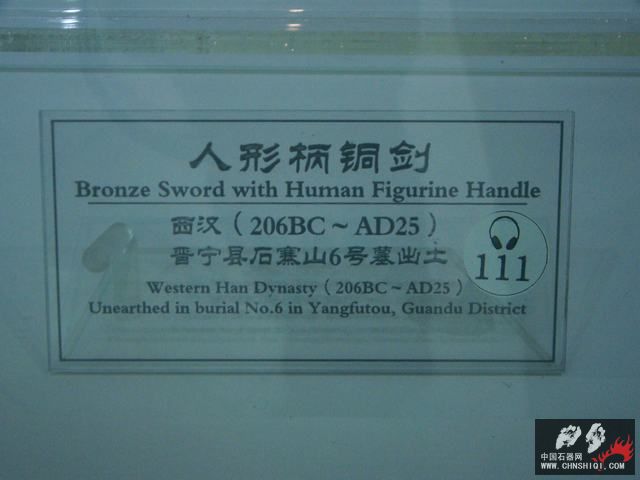 人形柄铜剑
Bronze Sword with Human Figurine Handle
西汉（206BC～AD25）
晋宁县石寨山6号墓出土
111
Western Han Dynasty（206BC～AD25）
Unearthed in burial No.6 in Yangfutou, Guandu District
中国石器网
WWW.CHNSHIQI.COM